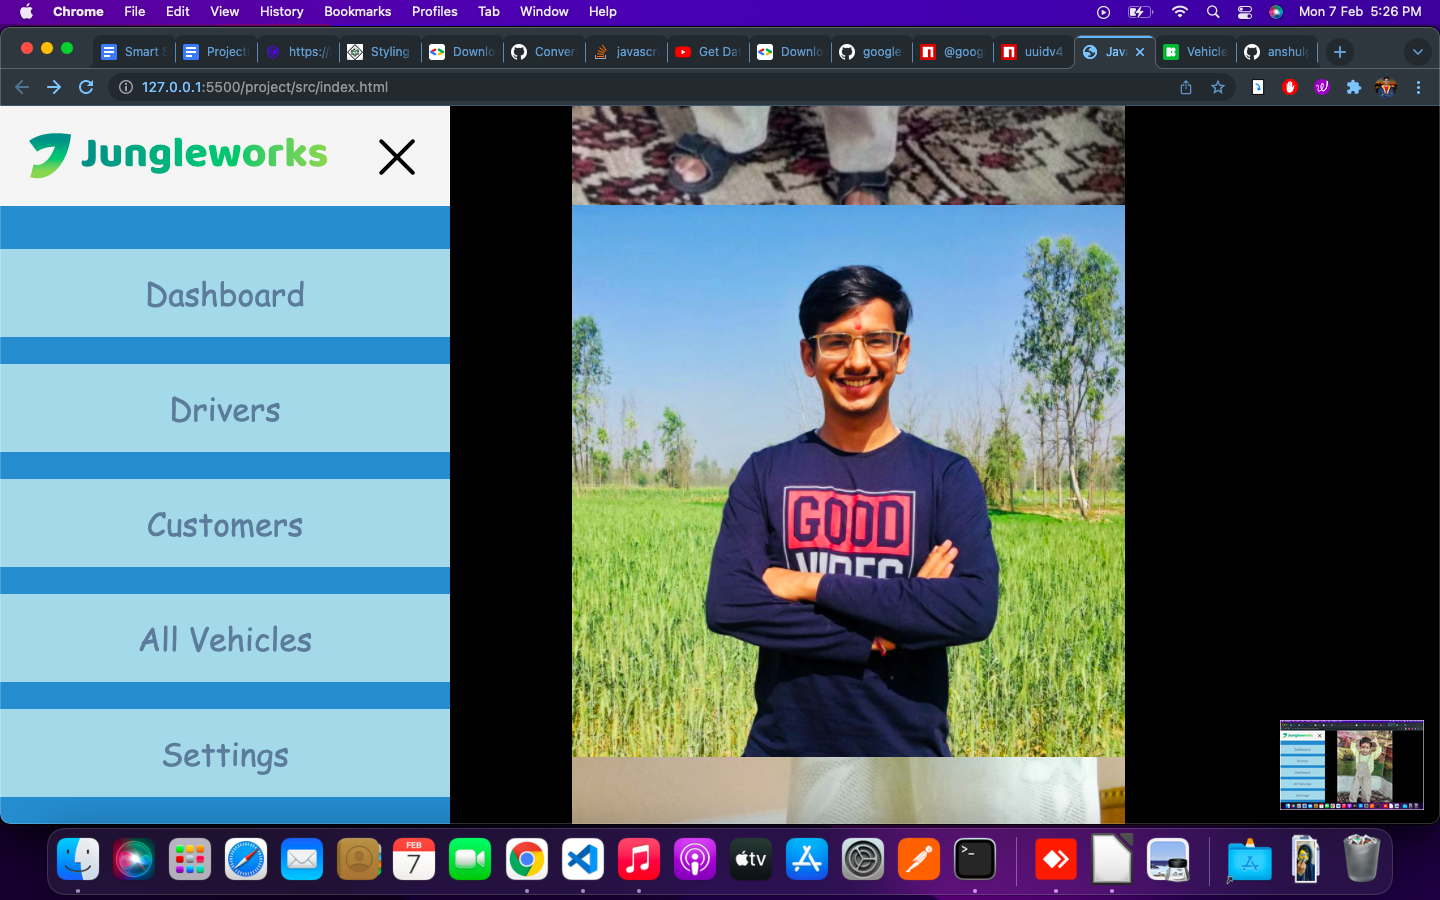 Chrome File Edit View History Bookmarks Profiles Tab Window Help Mon 7 Feb 5:26 PM
Smart Project https:// Styling Downlo Conver javascr Get Da Downlo google- @goog uuidv4 Jav Vehicle anshul
127.0.0.1:5500/project/src/index.html
Jungleworks
Dashboard
Drivers
Customers
All Vehicles
Settings
GOOD
FEB
7
tv